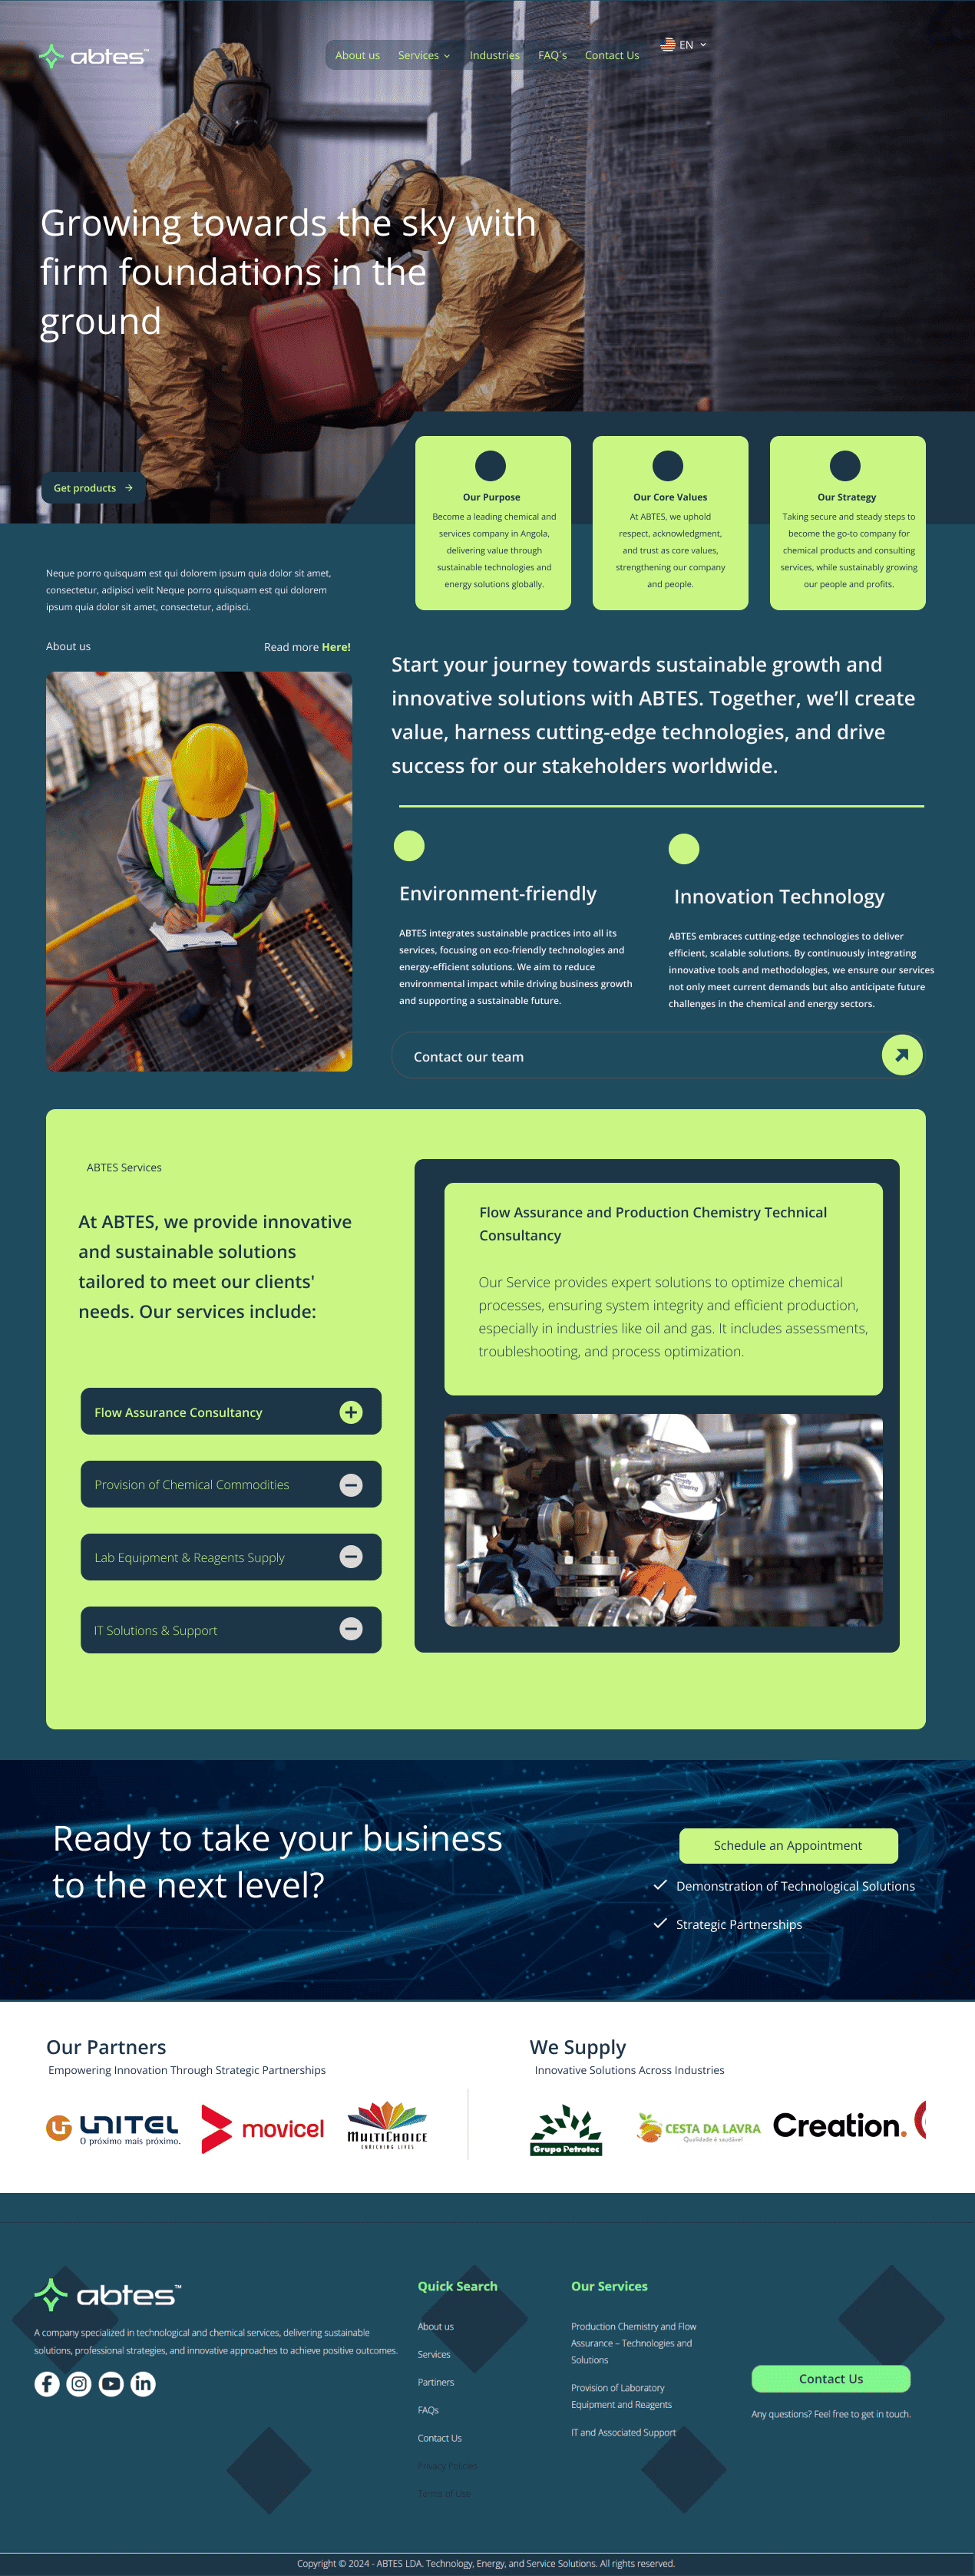 abtes™
About us Services Industries FAQ´s Contact Us
EN
Growing towards the sky with
firm foundations in the
ground
Get products
Our Purpose
Become a leading chemical and
services company in Angola,
delivering value through
sustainable technologies and
energy solutions globally.
Our Core Values
At ABTES, we uphold
respect, acknowledgment,
and trust as core values,
strengthening our company
and people.
Our Strategy
Taking secure and steady steps to
become the go-to company for
chemical products and consulting
services, while sustainably growing
our people and profits.
Neque porro quisquam est qui dolorem ipsum quia dolor sit amet,
consectetur, adipisci velit Neque porro quisquam est qui dolorem
ipsum quia dolor sit amet, consectetur, adipisci.
About us
Read more Here!
Start your journey towards sustainable growth and
innovative solutions with ABTES. Together, we’ll create
value, harness cutting-edge technologies, and drive
success for our stakeholders worldwide.
Environment-friendly
ABTES integrates sustainable practices into all its
services, focusing on eco-friendly technologies and
energy-efficient solutions. We aim to reduce
environmental impact while driving business growth
and supporting a sustainable future.
Innovation Technology
ABTES embraces cutting-edge technologies to deliver
efficient, scalable solutions. By continuously integrating
innovative tools and methodologies, we ensure our services
not only meet current demands but also anticipate future
challenges in the chemical and energy sectors.
Contact our team
ABTES Services
At ABTES, we provide innovative
and sustainable solutions
tailored to meet our clients'
needs. Our services include:
Flow Assurance Consultancy
Provision of Chemical Commodities
Lab Equipment & Reagents Supply
IT Solutions & Support
Flow Assurance and Production Chemistry Technical
Consultancy
Our Service provides expert solutions to optimize chemical
processes, ensuring system integrity and efficient production,
especially in industries like oil and gas. It includes assessments,
troubleshooting, and process optimization.
Ready to take your business
to the next level?
Schedule an Appointment
Demonstration of Technological Solutions
Strategic Partnerships
Our Partners
Empowering Innovation Through Strategic Partnerships
We Supply
Innovative Solutions Across Industries
UNITEL
O próximo mais próximo.
movicel
MULTICHOICE
ENRICHING LIVES
Grupo Petrotec
CESTA DA LAVRA
Qualidade é saudável
Creation.
abtes™
A company specialized in technological and chemical services, delivering sustainable
solutions, professional strategies, and innovative approaches to achieve positive outcomes.
Quick Search
About us
Services
Partiners
FAQs
Contact Us
Privacy Policies
Terms of Use
Our Services
Production Chemistry and Flow
Assurance – Technologies and
Solutions
Provision of Laboratory
Equipment and Reagents
IT and Associated Support
Contact Us
Any questions? Feel free to get in touch.
Copyright © 2024 - ABTES LDA. Technology, Energy, and Service Solutions. All rights reserved.